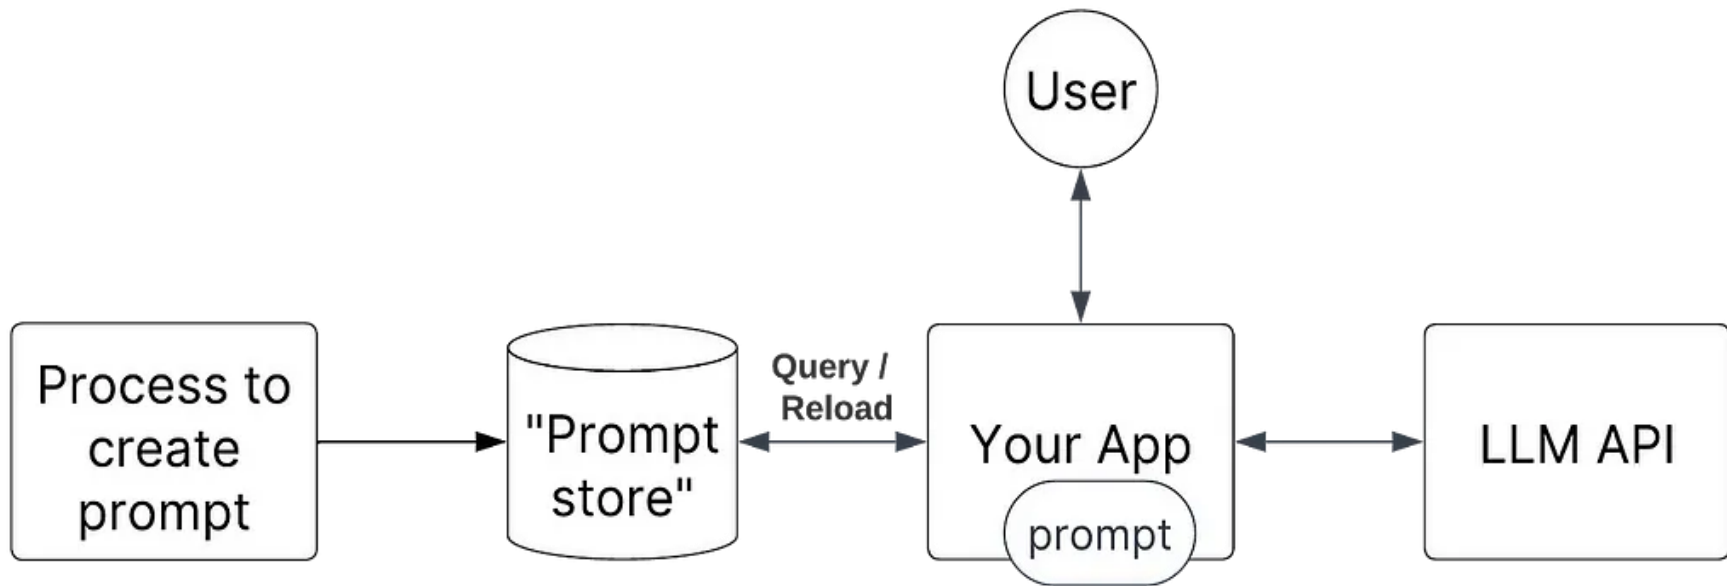 User
Process to
create
prompt
"Prompt
store"
Query /
Reload
Your App
prompt
LLM API